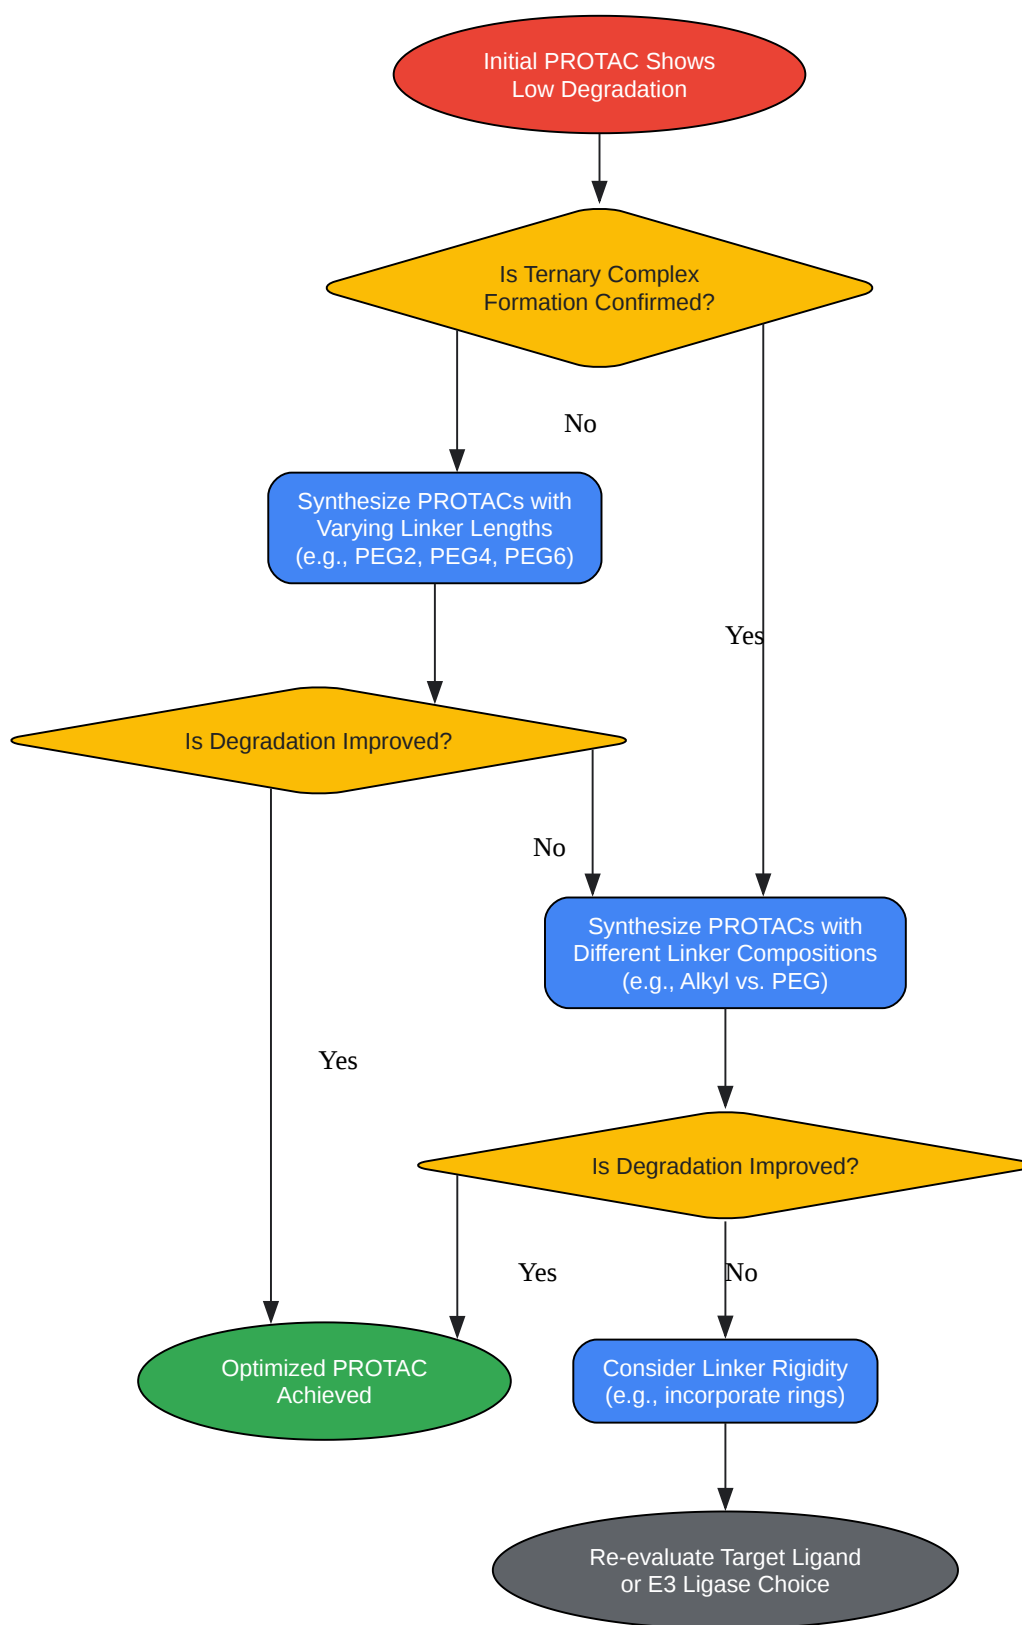 Initial PROTAC Shows
Low Degradation
Is Ternary Complex
Formation Confirmed?
No
Synthesize PROTACs with
Varying Linker Lengths
(e.g., PEG2, PEG4, PEG6)
Yes
Is Degradation Improved?
No
Synthesize PROTACs with
Different Linker Compositions
(e.g., Alkyl vs. PEG)
Yes
Is Degradation Improved?
Yes
No
Optimized PROTAC
Achieved
Consider Linker Rigidity
(e.g., incorporate rings)
Re-evaluate Target Ligand
or E3 Ligase Choice